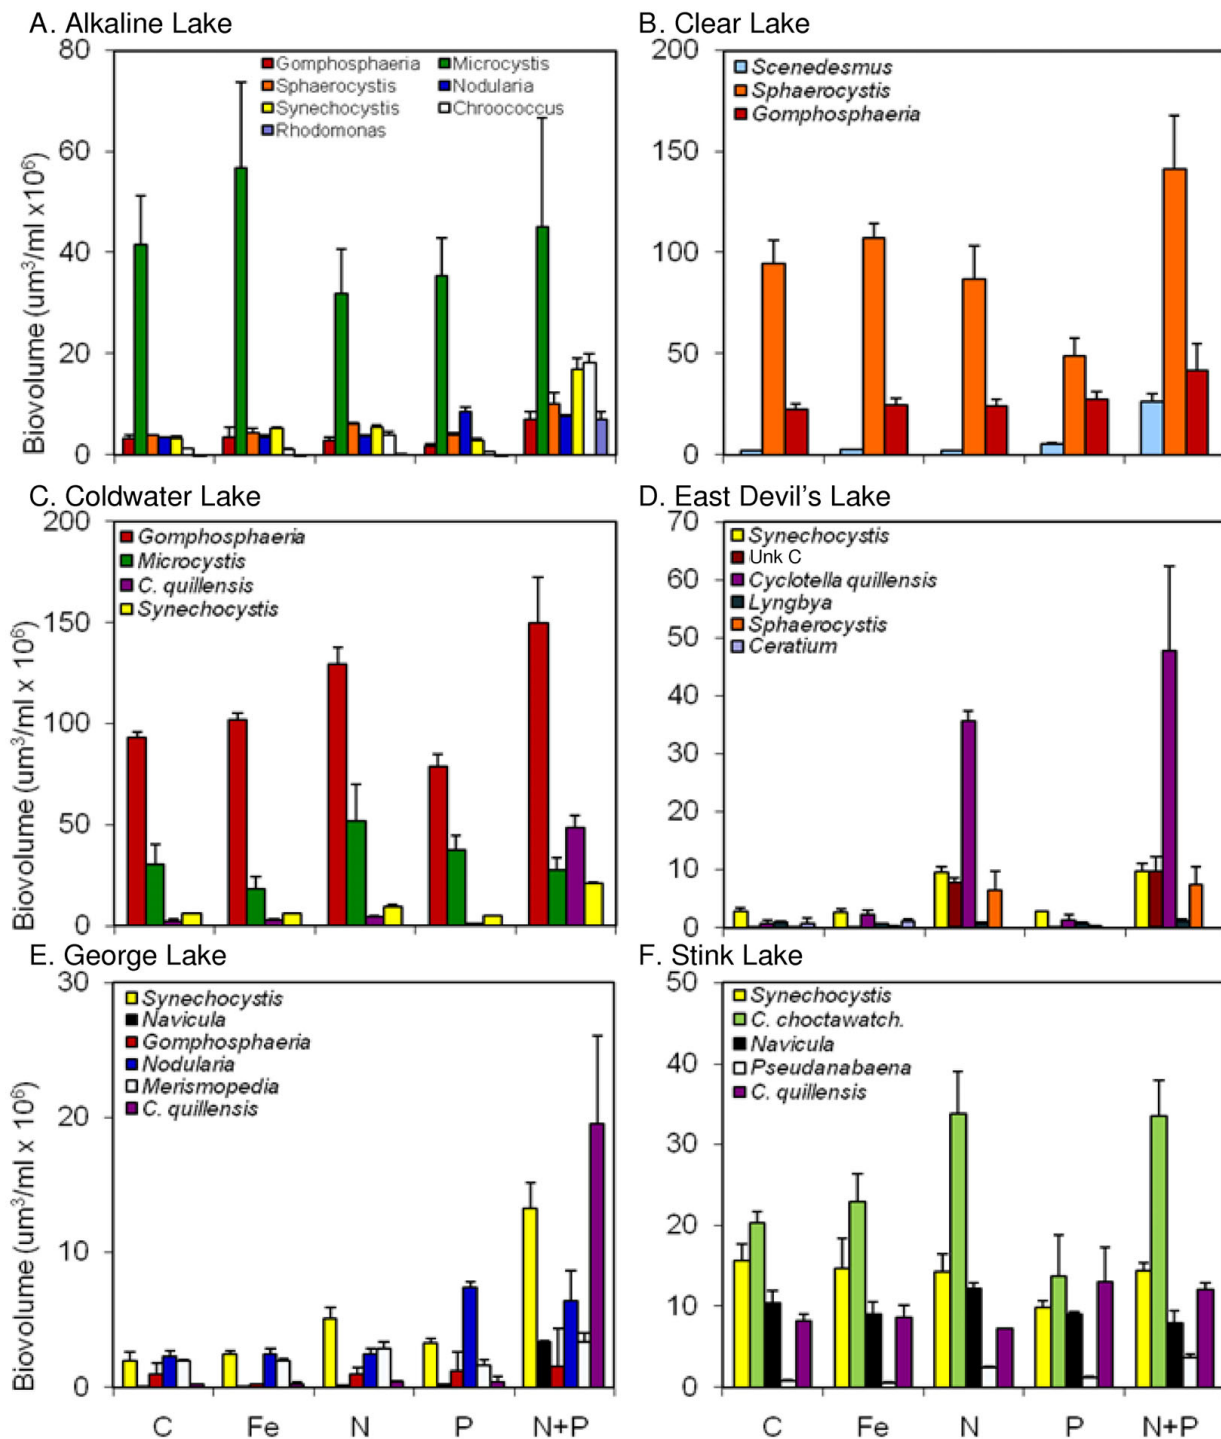 A. Alkaline Lake
80
60
40
20
0
Biovolume (um³/ml x10⁶)
Gomphosphaeria
Microcystis
Sphaerocystis
Nodularia
Synechocystis
Chroococcus
Rhodomonas
B. Clear Lake
200
150
100
50
0
Scenedesmus
Sphaerocystis
Gomphosphaeria
C. Coldwater Lake
200
150
100
50
0
Biovolume (um³/ml x 10⁶)
Gomphosphaeria
Microcystis
C. quillensis
Synechocystis
D. East Devil's Lake
70
60
50
40
30
20
10
0
Synechocystis
Unk C
Cyclotella quillensis
Lyngbya
Sphaerocystis
Ceratium
E. George Lake
30
20
10
0
Biovolume (um³/ml x 10⁶)
Synechocystis
Navicula
Gomphosphaeria
Nodularia
Merismopedia
C. quillensis
C Fe N P N+P
F. Stink Lake
50
40
30
20
10
0
Synechocystis
C. choctawatch.
Navicula
Pseudanabaena
C. quillensis
C Fe N P N+P